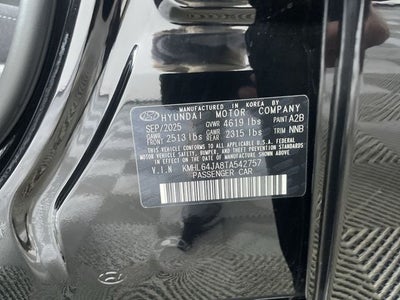 MANUFACTURED IN KOREA BY
HYUNDAI MOTOR COMPANY
SEP/2025 GVWR 4619 lbs PAINT A2B
GAWR FRONT 2513 lbs GAWR REAR 2315 lbs TRIM NNB
THIS VEHICLE CONFORMS TO ALL APPLICABLE U.S.A. FEDERAL
MOTOR VEHICLE SAFETY, BUMPER, AND THEFT PREVENTION
STANDARDS IN EFFECT ON THE DATE OF MANUFACTURE SHOWN ABOVE.
V.I.N KMHL64JA8TA542757
PASSENGER CAR